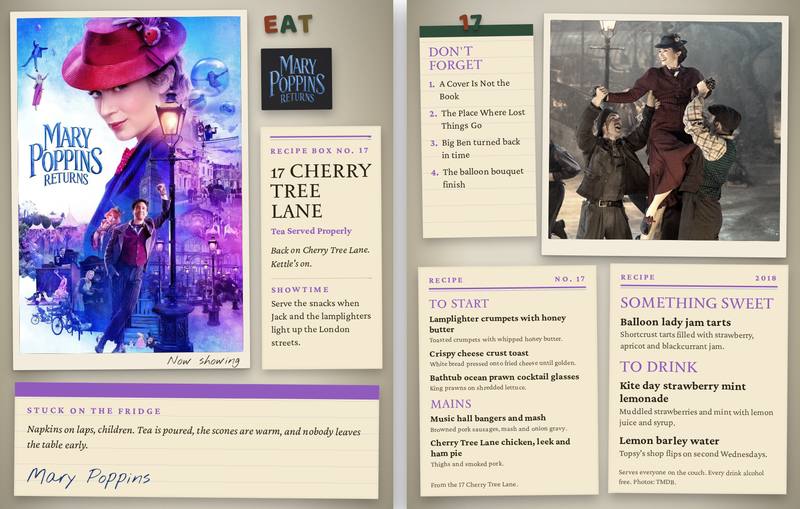 MARY
POPPINS
RETURNS
Now showing
EAT
MARY
POPPINS
RETURNS
RECIPE BOX NO. 17
17 CHERRY
TREE
LANE
Tea Served Properly
Back on Cherry Tree Lane.
Kettle's on.
SHOWTIME
Serve the snacks when
Jack and the lamplighters
light up the London
streets.
STUCK ON THE FRIDGE
Napkins on laps, children. Tea is poured, the scones are warm, and nobody leaves
the table early.
Mary Poppins
17
DON'T
FORGET
1. A Cover Is Not the
Book
2. The Place Where Lost
Things Go
3. Big Ben turned back
in time
4. The balloon bouquet
finish
RECIPE NO. 17
TO START
Lamplighter crumpets with honey
butter
Toasted crumpets with whipped honey butter.
Crispy cheese crust toast
White bread pressed onto fried cheese until golden.
Bathtub ocean prawn cocktail glasses
King prawns on shredded lettuce.
MAINS
Music hall bangers and mash
Browned pork sausages, mash and onion gravy.
Cherry Tree Lane chicken, leek and
ham pie
Thighs and smoked pork.
From the 17 Cherry Tree Lane.
RECIPE 2018
SOMETHING SWEET
Balloon lady jam tarts
Shortcrust tarts filled with strawberry,
apricot and blackcurrant jam.
TO DRINK
Kite day strawberry mint
lemonade
Muddled strawberries and mint with lemon
juice and syrup.
Lemon barley water
Topsy's shop flips on second Wednesdays.
Serves everyone on the couch. Every drink alcohol
free. Photos: TMDB.